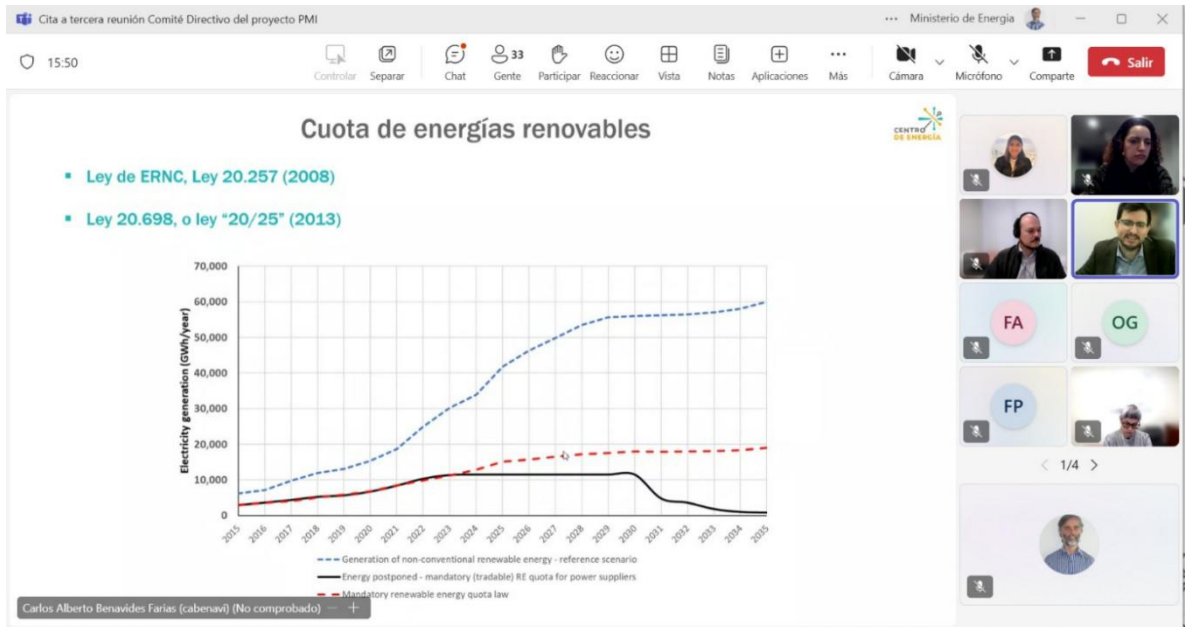 Cita a tercera reunión Comité Directivo del proyecto PMI
Ministerio de Energia
15:50
Controlar
Separar
Chat
33
Gente
Participar
Reaccionar
Vista
Notas
Aplicaciones
Más
Cámara
Micrófono
Comparte
Salir
Cuota de energías renovables
CENTRO
DE ENERGÍA
Ley de ERNC, Ley 20.257 (2008)
Ley 20.698, o ley “20/25” (2013)
Electricity generation (GWh/year)
70,000
60,000
50,000
40,000
30,000
20,000
10,000
0
2015
2016
2017
2018
2019
2020
2021
2022
2023
2024
2025
2026
2027
2028
2029
2030
2031
2032
2033
2034
2035
Generation of non-conventional renewable energy - reference scenario
Energy postponed - mandatory (tradable) RE quota for power suppliers
Mandatory renewable energy quota law
Carlos Alberto Benavides Farias (cabenavi) (No comprobado)
FA
OG
FP
1/4